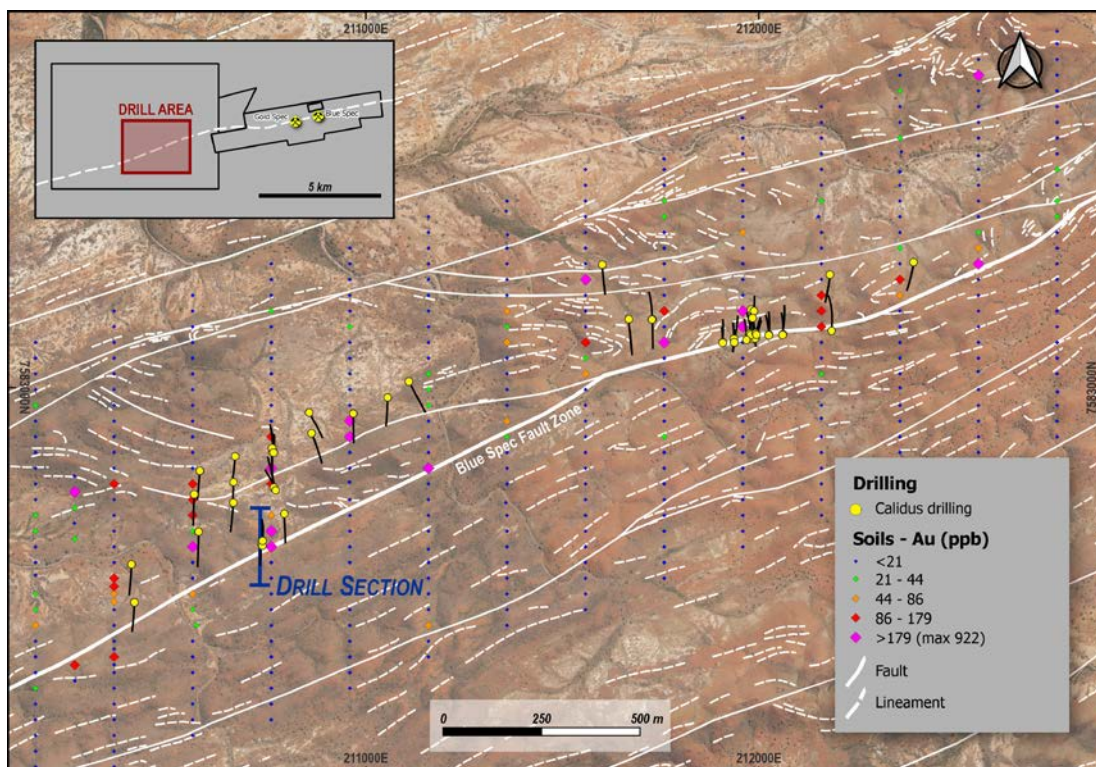 211000E
212000E
DRILL AREA
Gold Spec
Blue Spec
5 km
7583000N
7583000N
Blue Spec Fault Zone
DRILL SECTION
Drilling
Calidus drilling
Soils - Au (ppb)
<21
21 - 44
44 - 86
86 - 179
>179 (max 922)
Fault
Lineament
0 250 500 m
211000E
212000E